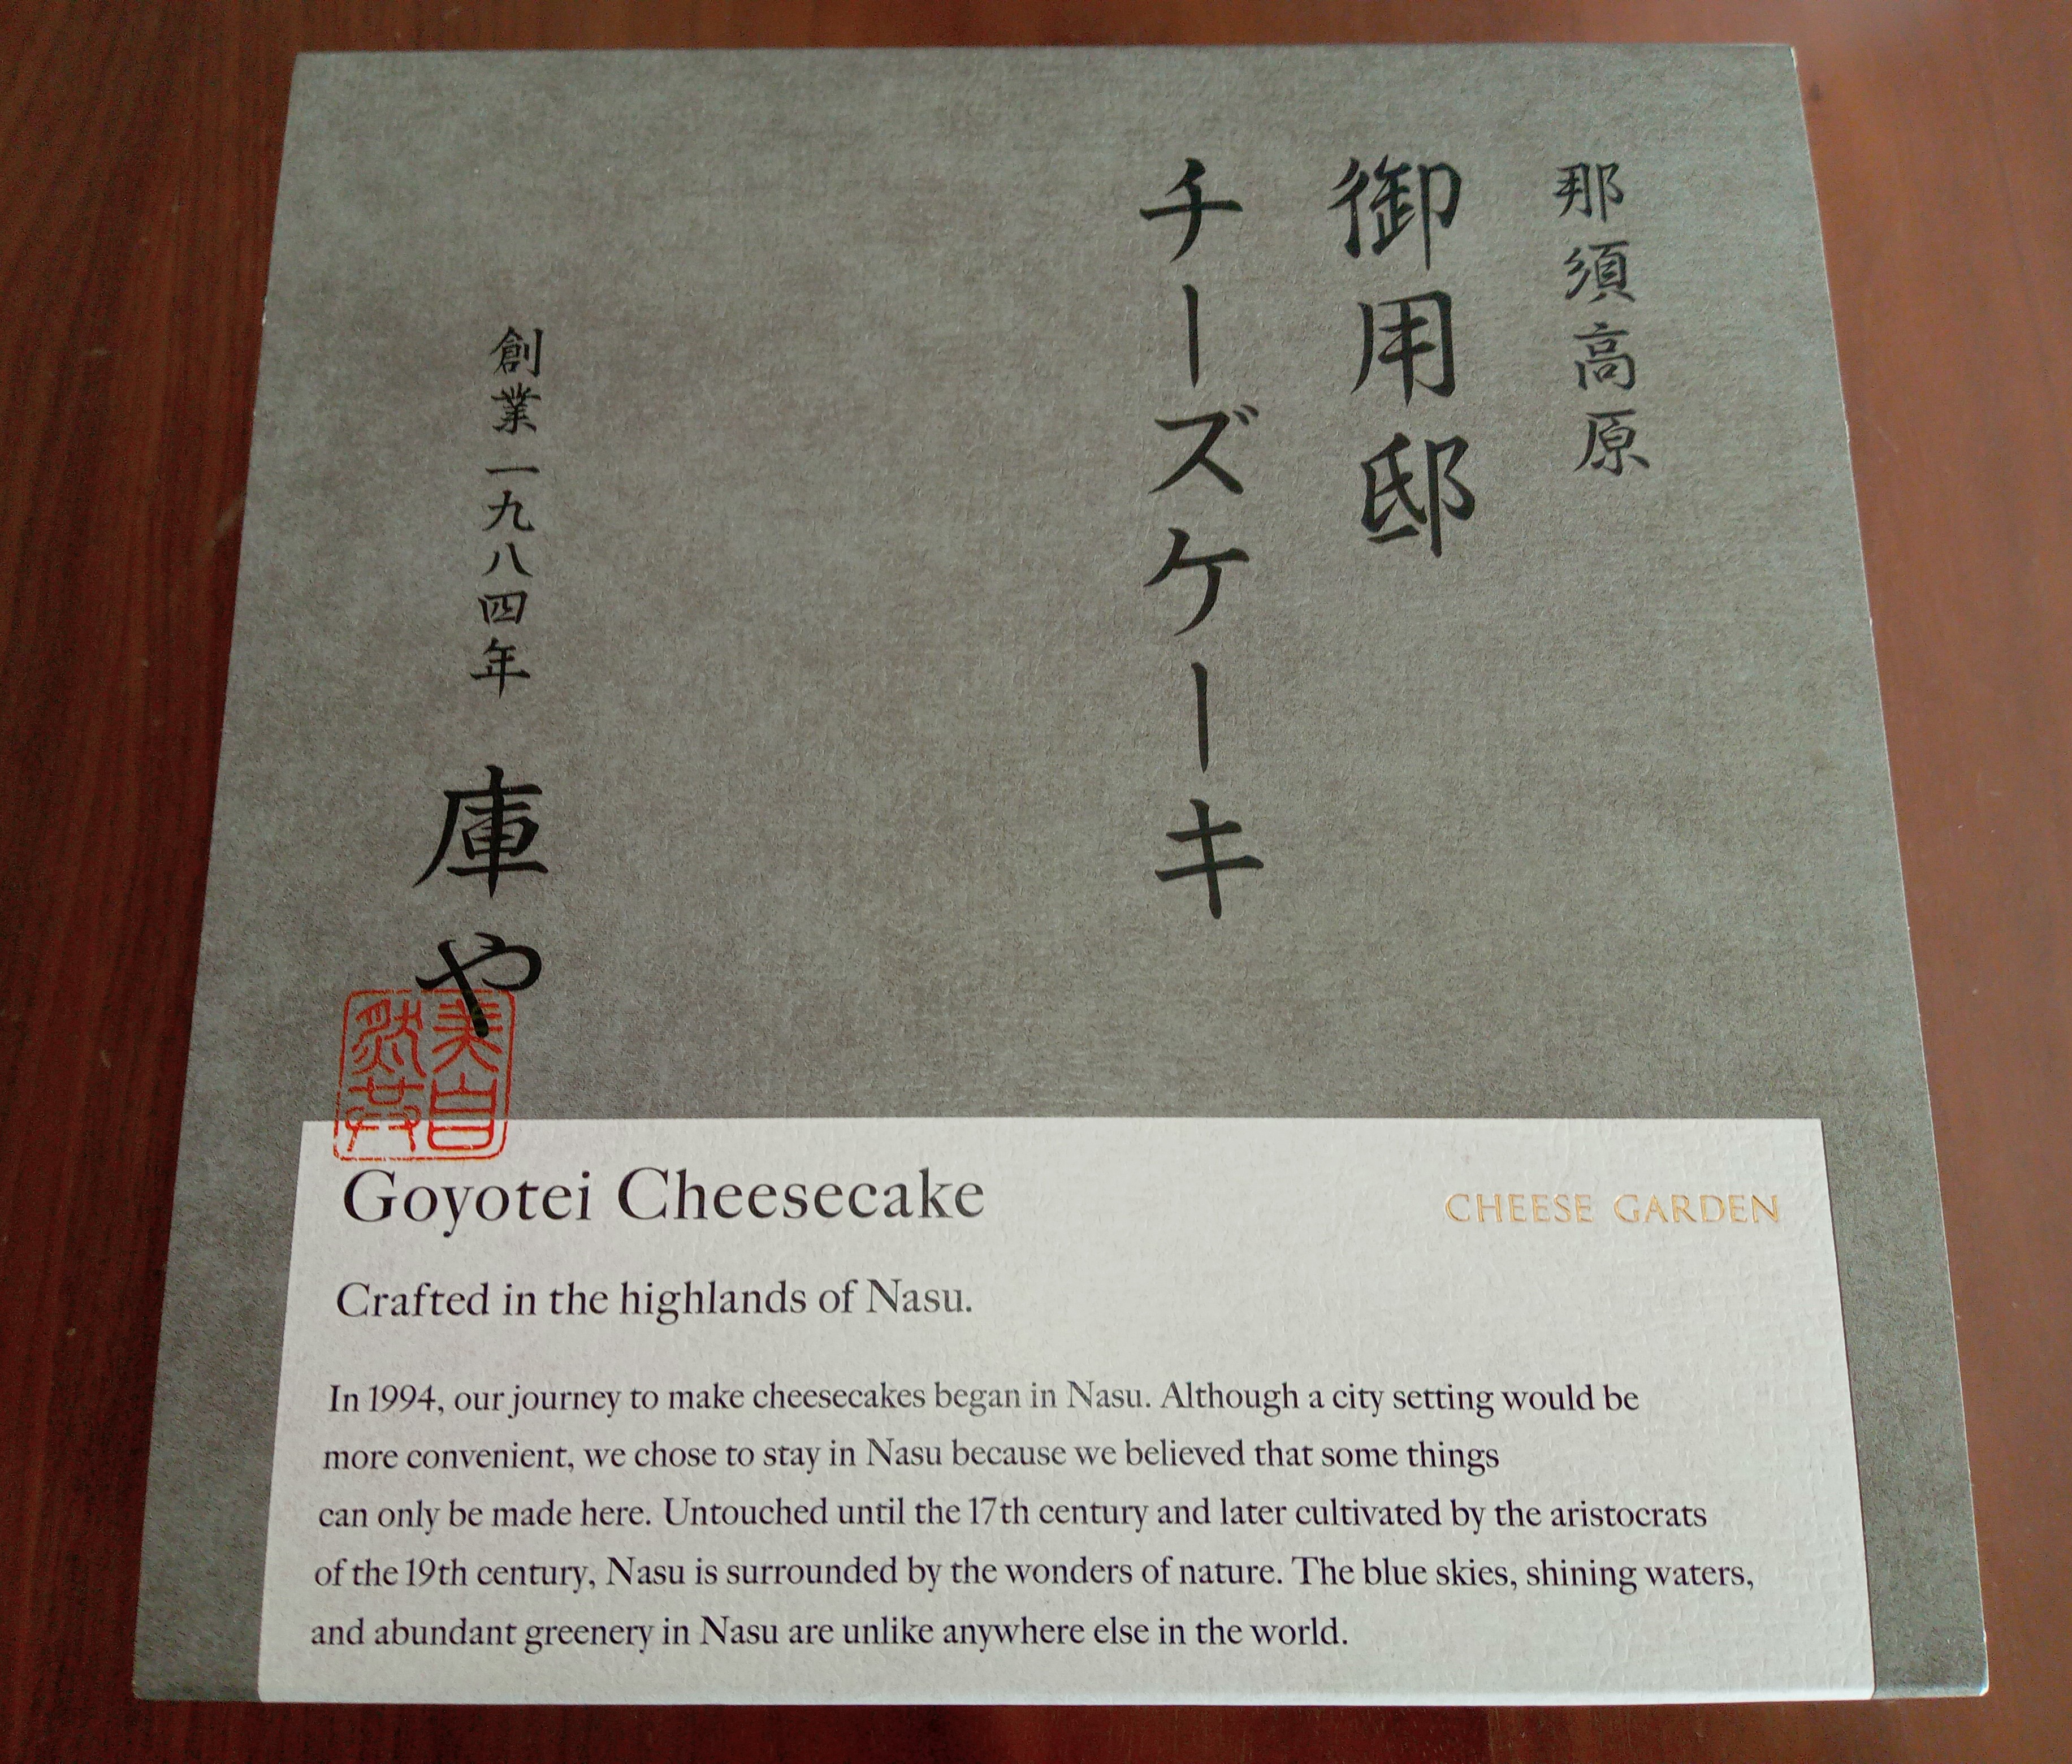 那須高原
御用邸
チーズケーキ
創業一九八四年 庫や
Goyotei Cheesecake
CHEESE GARDEN
Crafted in the highlands of Nasu.
In 1994, our journey to make cheesecakes began in Nasu. Although a city setting would be
more convenient, we chose to stay in Nasu because we believed that some things
can only be made here. Untouched until the 17th century and later cultivated by the aristocrats
of the 19th century, Nasu is surrounded by the wonders of nature. The blue skies, shining waters,
and abundant greenery in Nasu are unlike anywhere else in the world.